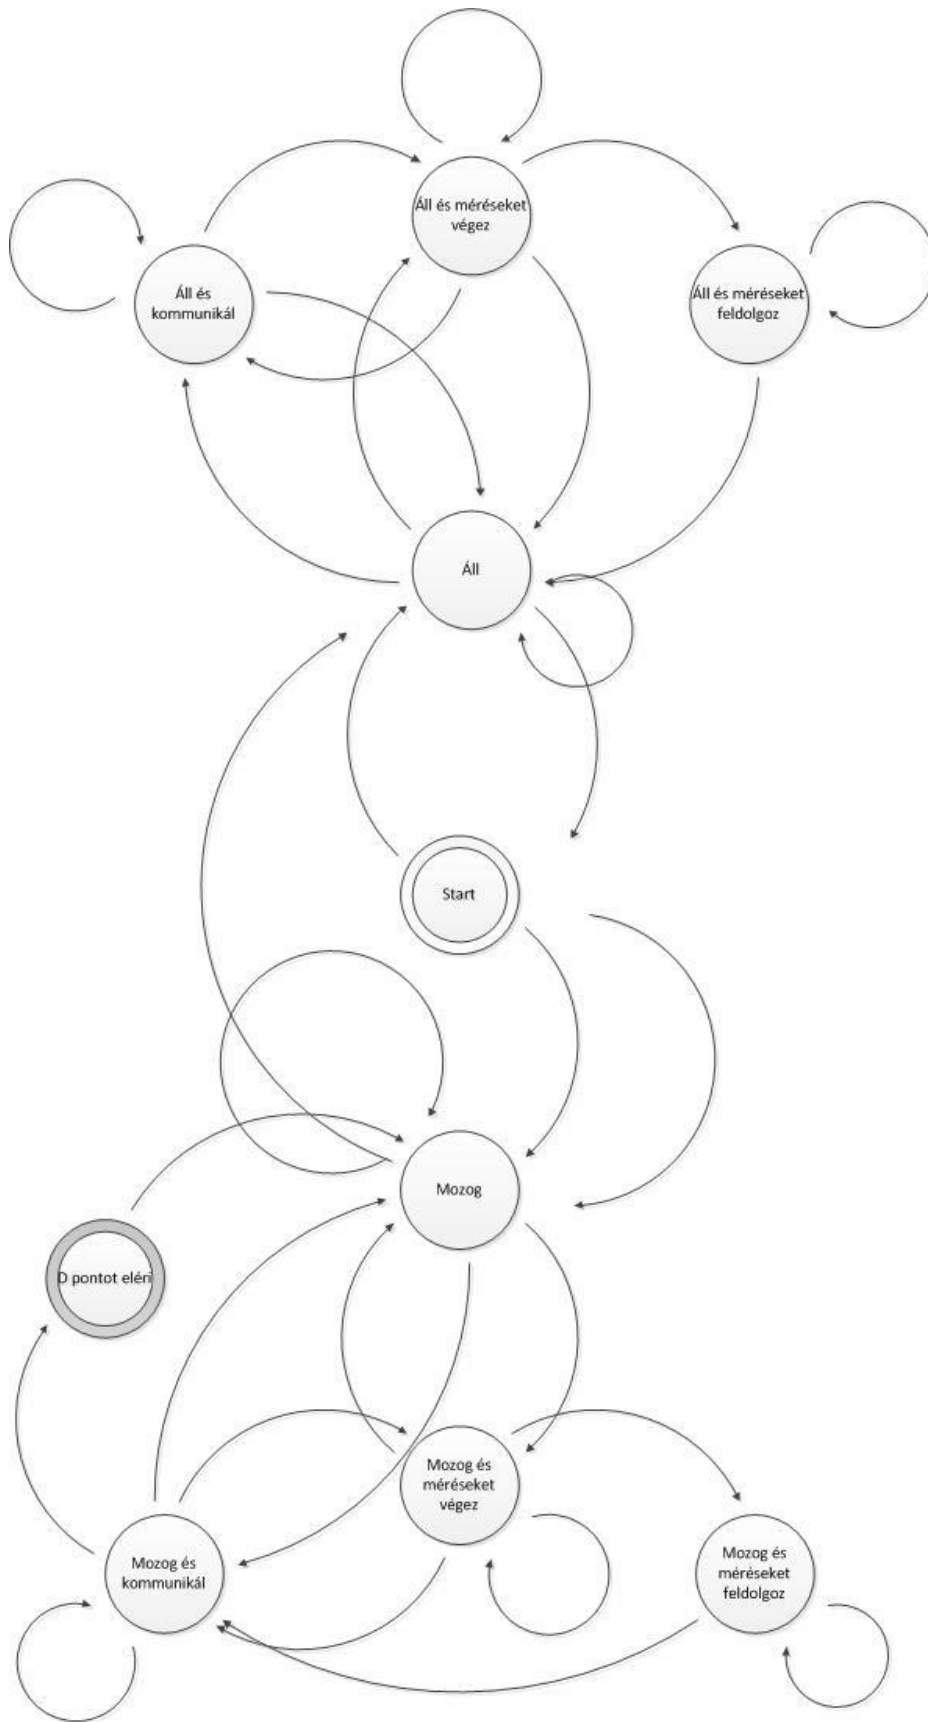 Áll és méréseket
végez
Áll és
kommunikál
Áll és méréseket
feldolgoz
Áll
Start
Mozog
D pontot eléri
Mozog és
méréseket
végez
Mozog és
kommunikál
Mozog és
méréseket
feldolgoz